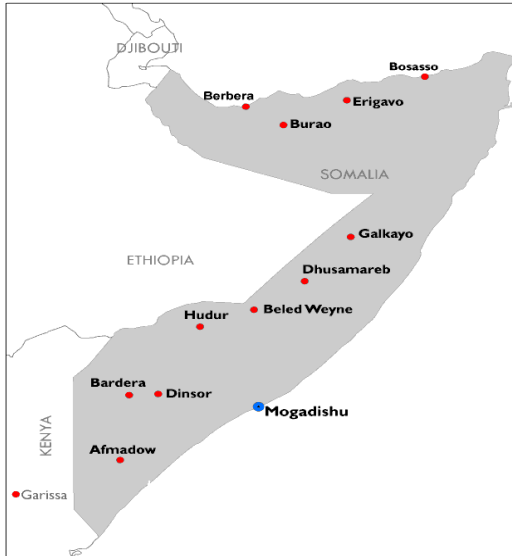 DJIBOUTI
Bosasso
Berbera
Erigavo
Burao
SOMALIA
Galkayo
ETHIOPIA
Dhusamareb
Hudur
Beled Weyne
Bardera
Dinsor
Mogadishu
KENYA
Afmadow
Garissa